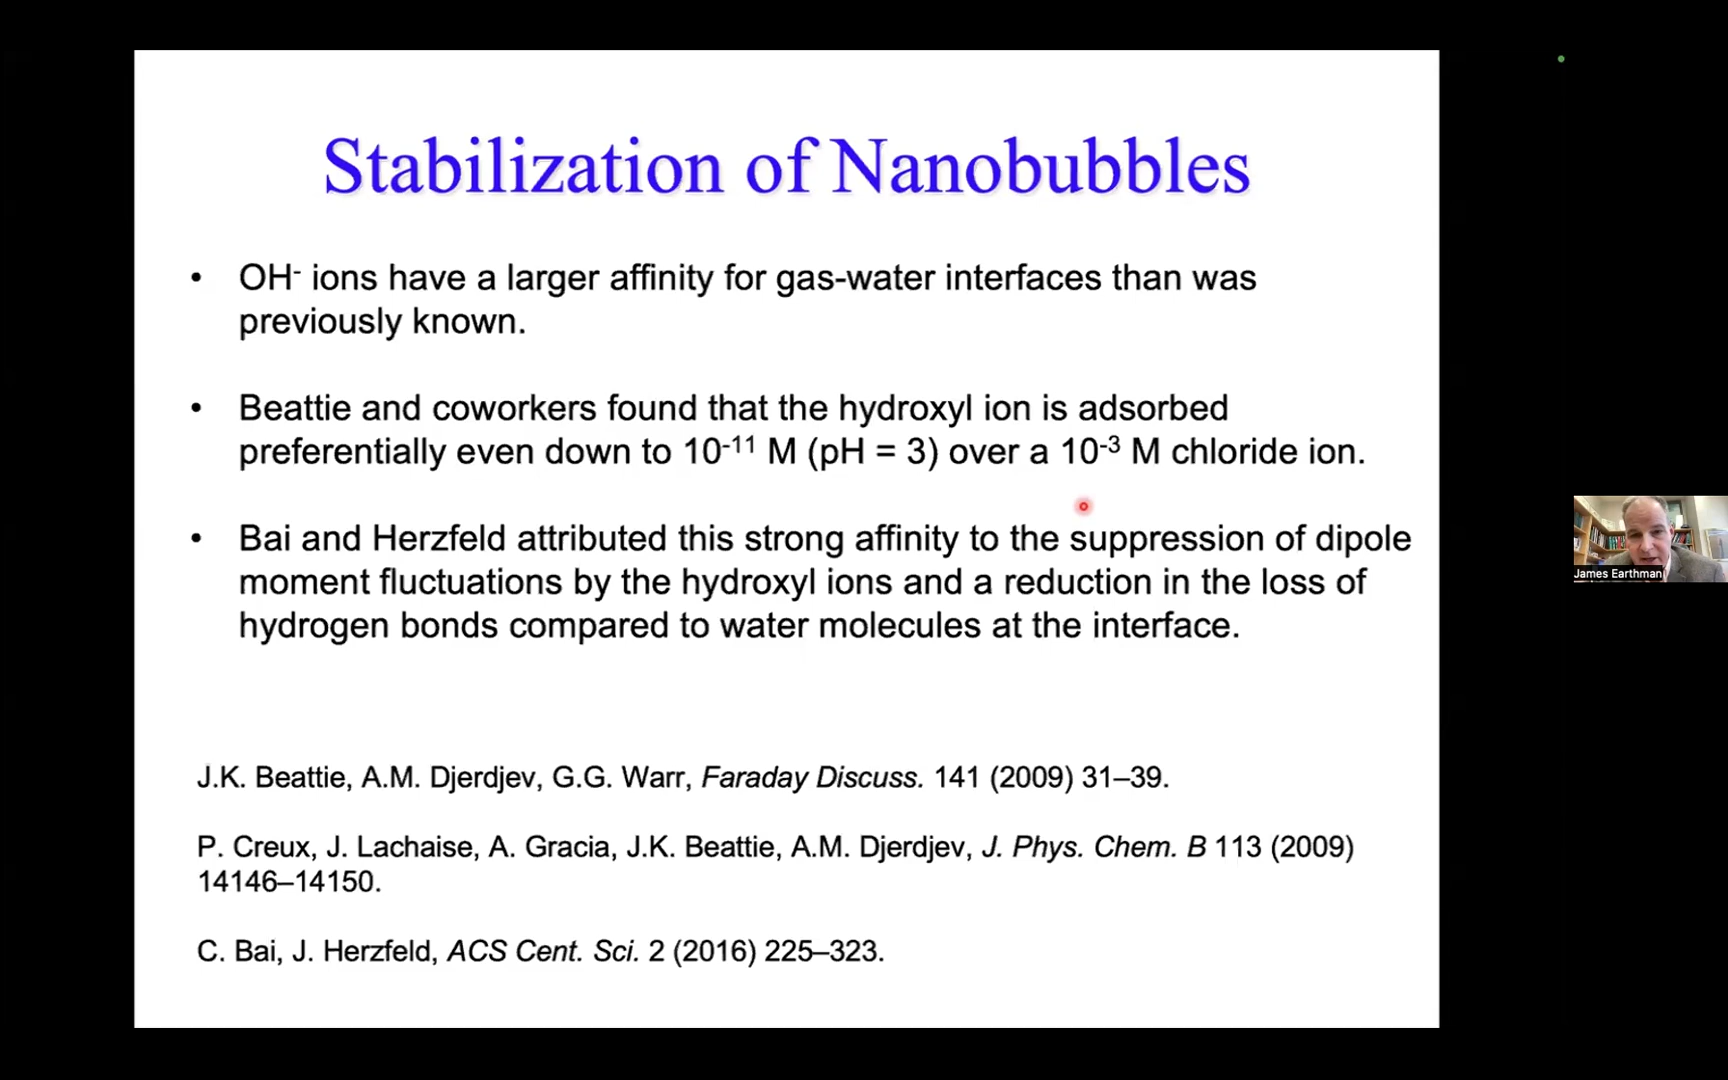 Stabilization of Nanobubbles
• OH⁻ ions have a larger affinity for gas-water interfaces than was
previously known.
• Beattie and coworkers found that the hydroxyl ion is adsorbed
preferentially even down to 10⁻¹¹ M (pH = 3) over a 10⁻³ M chloride ion.
• Bai and Herzfeld attributed this strong affinity to the suppression of dipole
moment fluctuations by the hydroxyl ions and a reduction in the loss of
hydrogen bonds compared to water molecules at the interface.
J.K. Beattie, A.M. Djerdjev, G.G. Warr, Faraday Discuss. 141 (2009) 31–39.
P. Creux, J. Lachaise, A. Gracia, J.K. Beattie, A.M. Djerdjev, J. Phys. Chem. B 113 (2009)
14146–14150.
C. Bai, J. Herzfeld, ACS Cent. Sci. 2 (2016) 225–323.
James Earthman